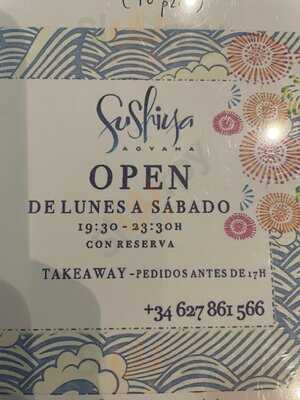 Sushiya
AOYAMA
OPEN
DE LUNES A SÁBADO
19:30 - 23:30H
CON RESERVA
TAKEAWAY - PEDIDOS ANTES DE 17H
+34 627 861 566